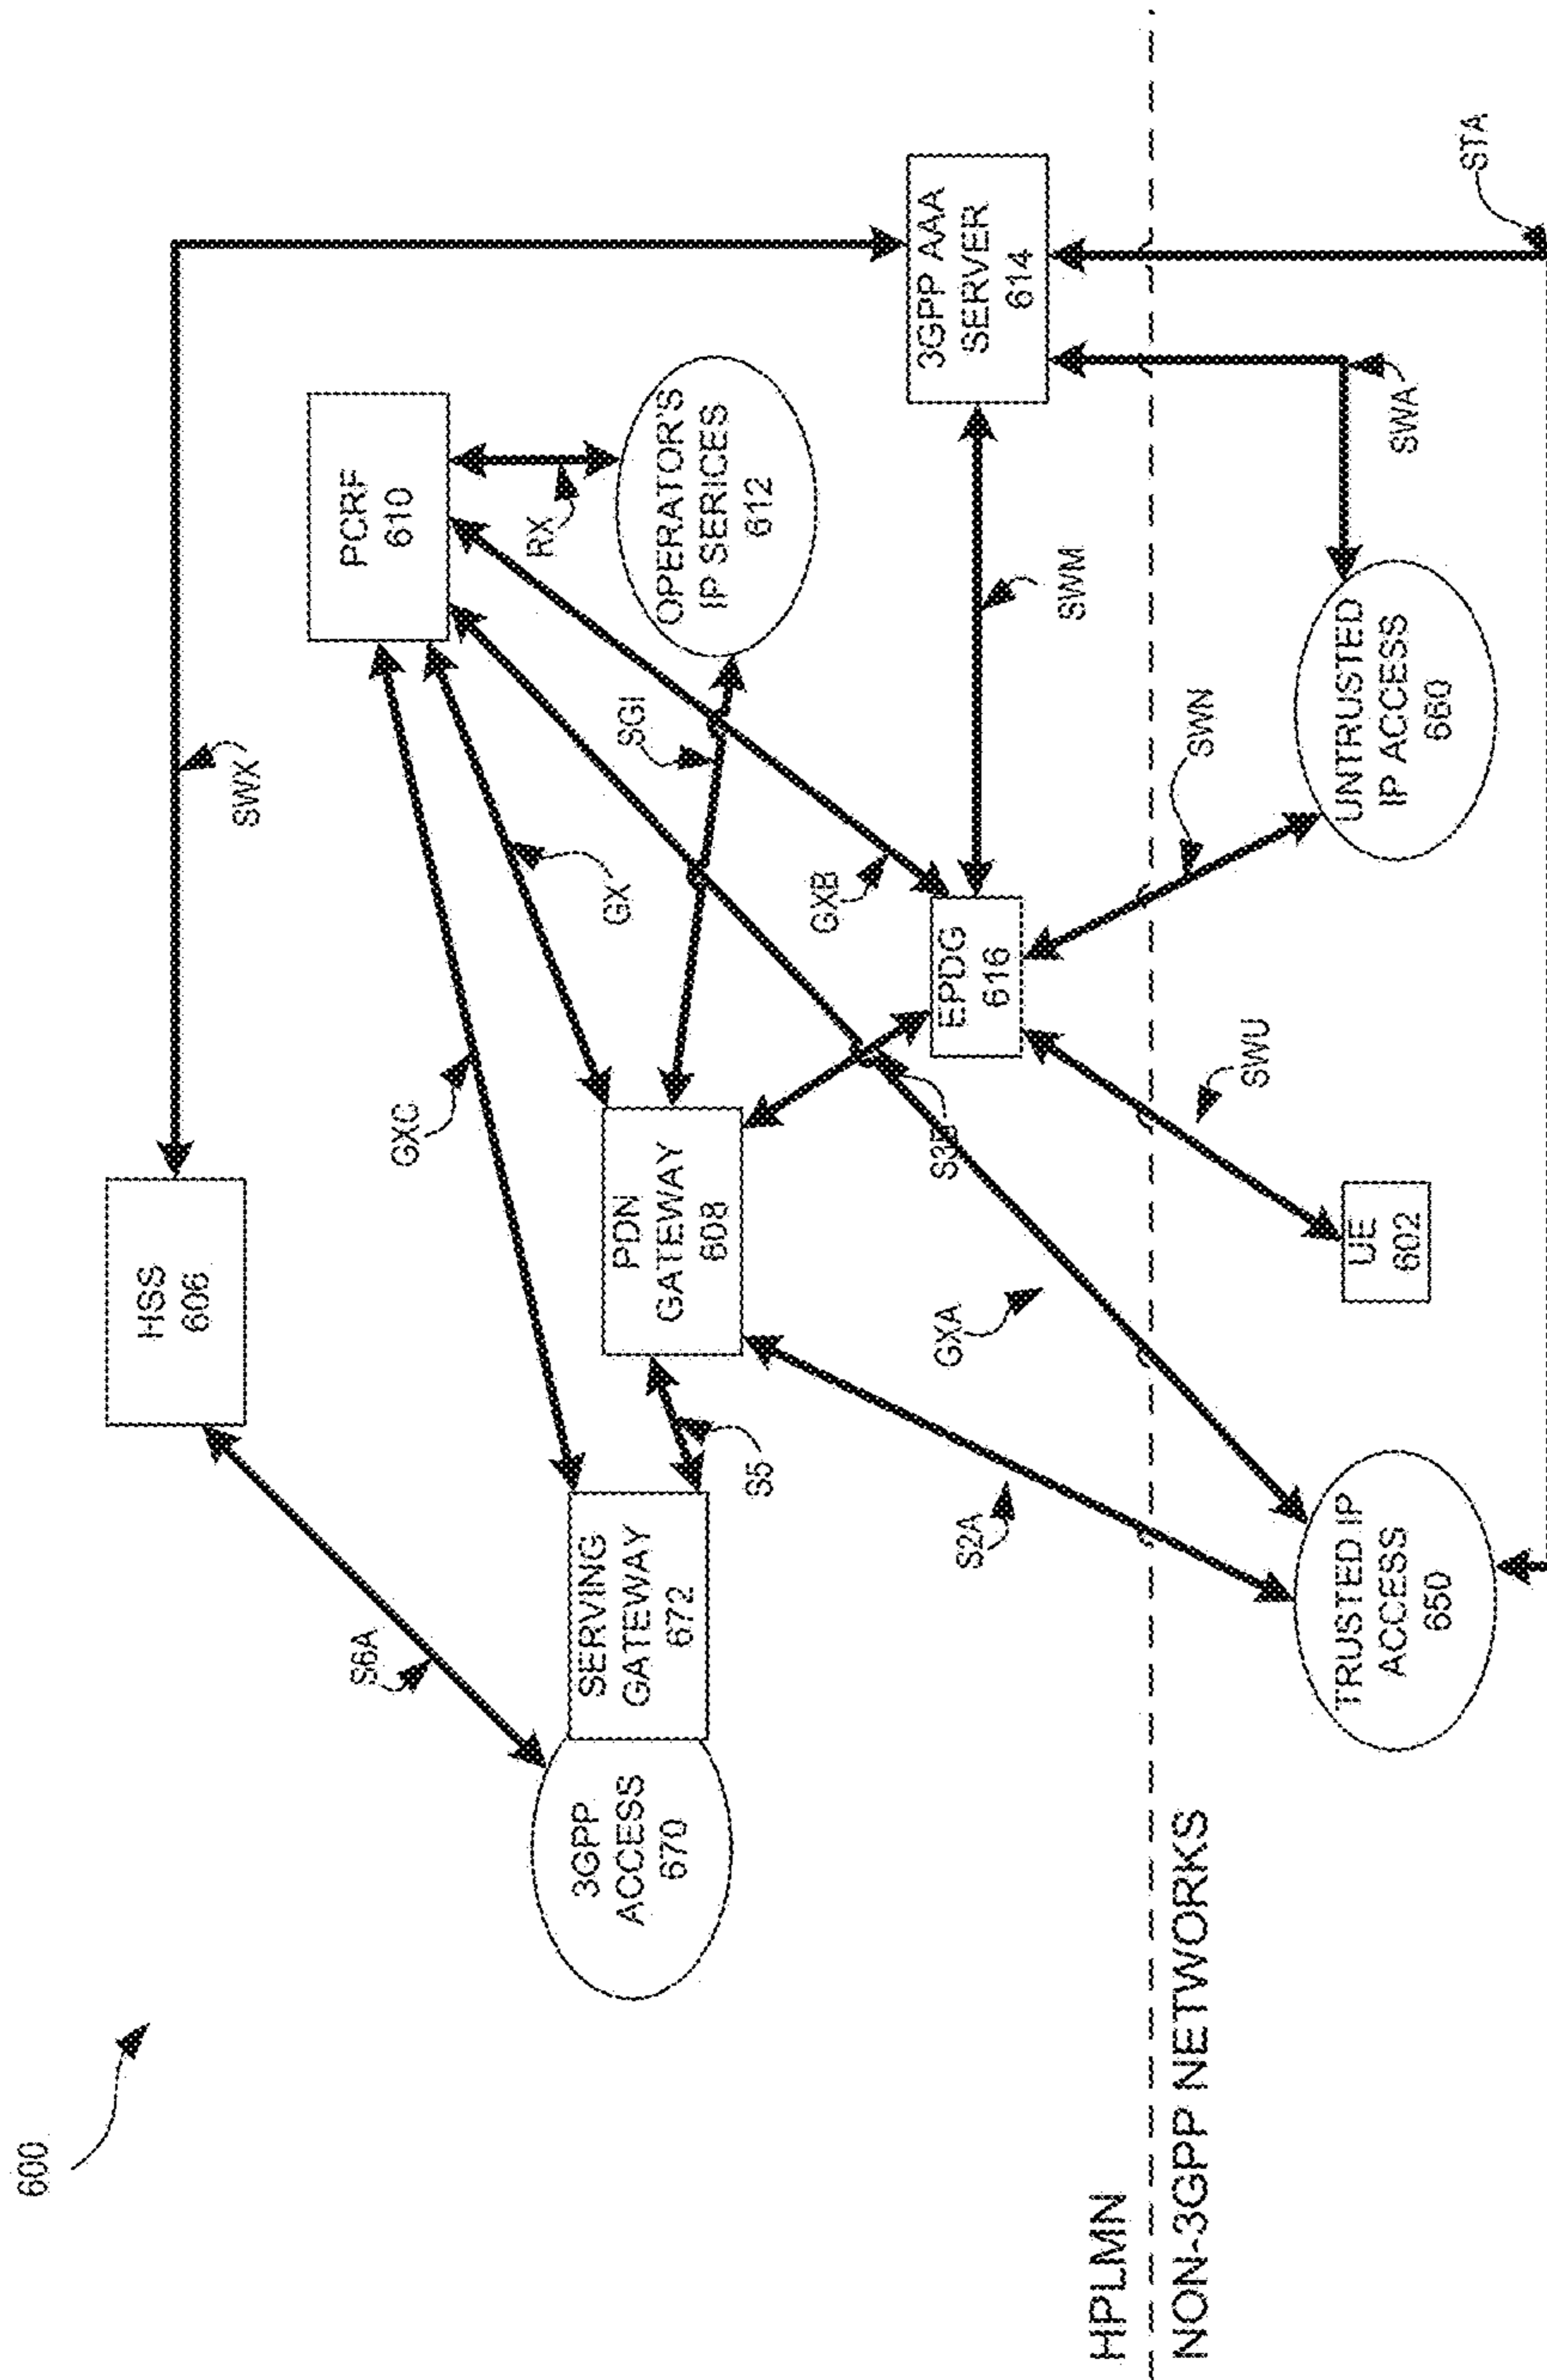 600
HSS
606
SWX
PCRF
610
S6A
GXC
RX
3GPP
ACCESS
670
SERVING
GATEWAY
672
PDN
GATEWAY
608
GX
SGI
OPERATOR'S
IP SERICES
612
S5
GXB
3GPP AAA
SERVER
614
EPDG
616
S2A
GXA
SWM
HPLMN
NON-3GPP NETWORKS
SWN
SWU
TRUSTED IP
ACCESS
650
UE
602
UNTRUSTED
IP ACCESS
660
SWA
STA